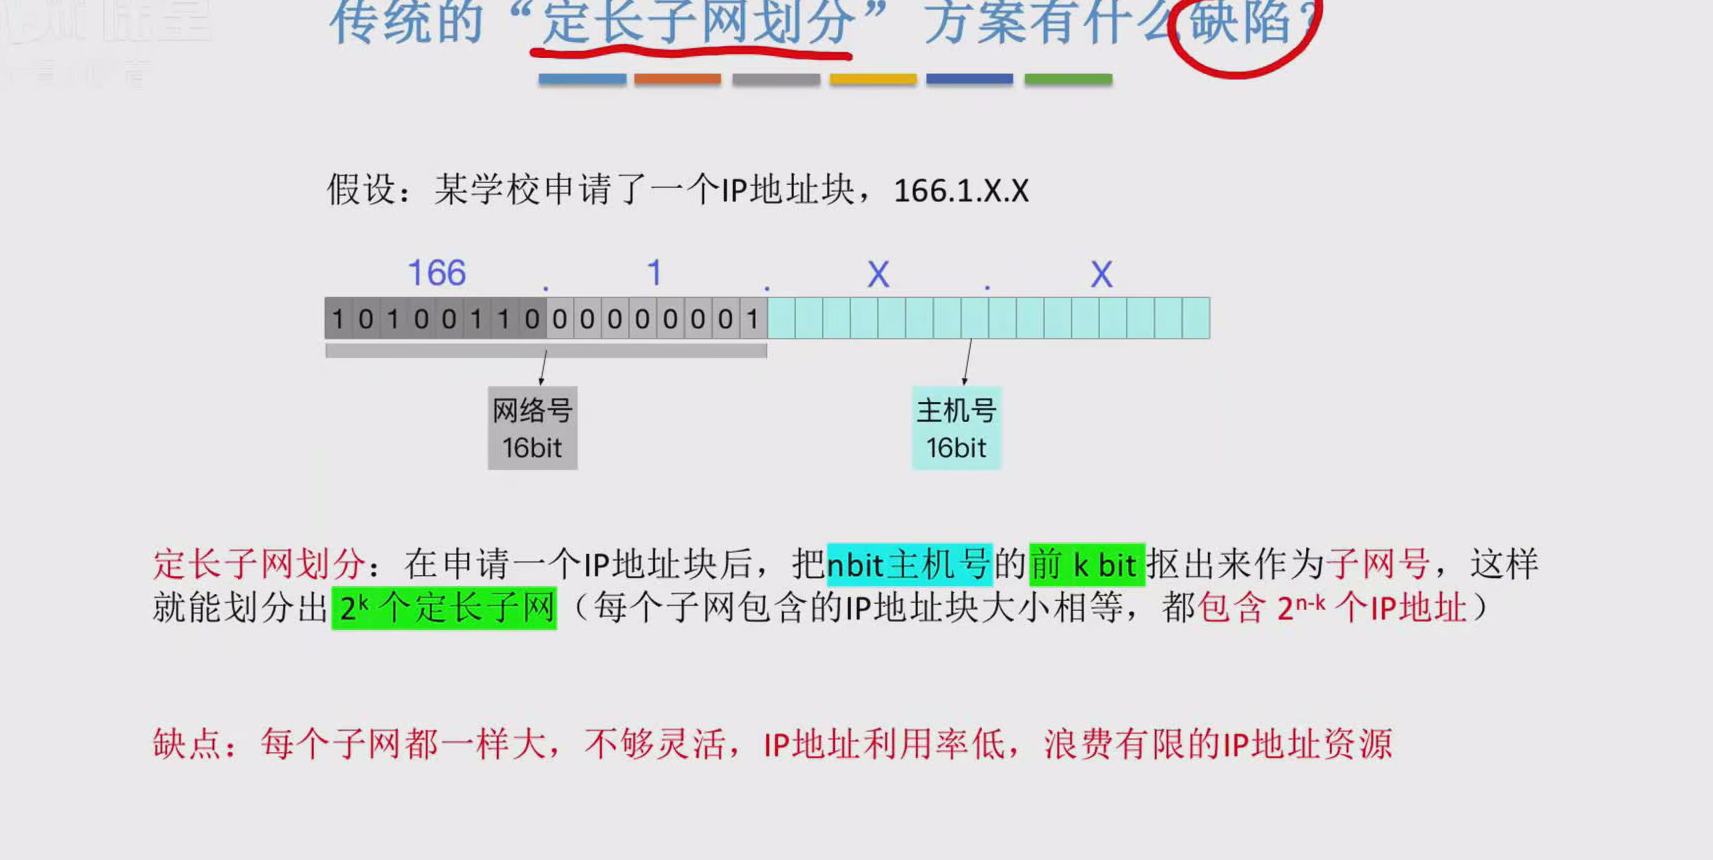 传统的“定长子网划分”方案有什么缺陷？
假设：某学校申请了一个IP地址块，166.1.X.X
166 . 1 . X . X
1 0 1 0 0 1 1 0 0 0 0 0 0 0 0 1
网络号
16bit
主机号
16bit
定长子网划分：在申请一个IP地址块后，把nbit主机号的前 k bit 抠出来作为子网号，这样
就能划分出 2ᵏ 个定长子网（每个子网包含的IP地址块大小相等，都包含 2ⁿ⁻ᵏ 个IP地址）
缺点：每个子网都一样大，不够灵活，IP地址利用率低，浪费有限的IP地址资源